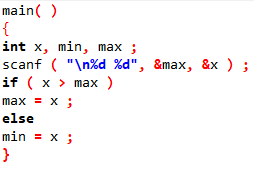 main( )
{
int x, min, max ;
scanf ( "\n%d %d", &max, &x ) ;
if ( x > max )
max = x ;
else
min = x ;
}